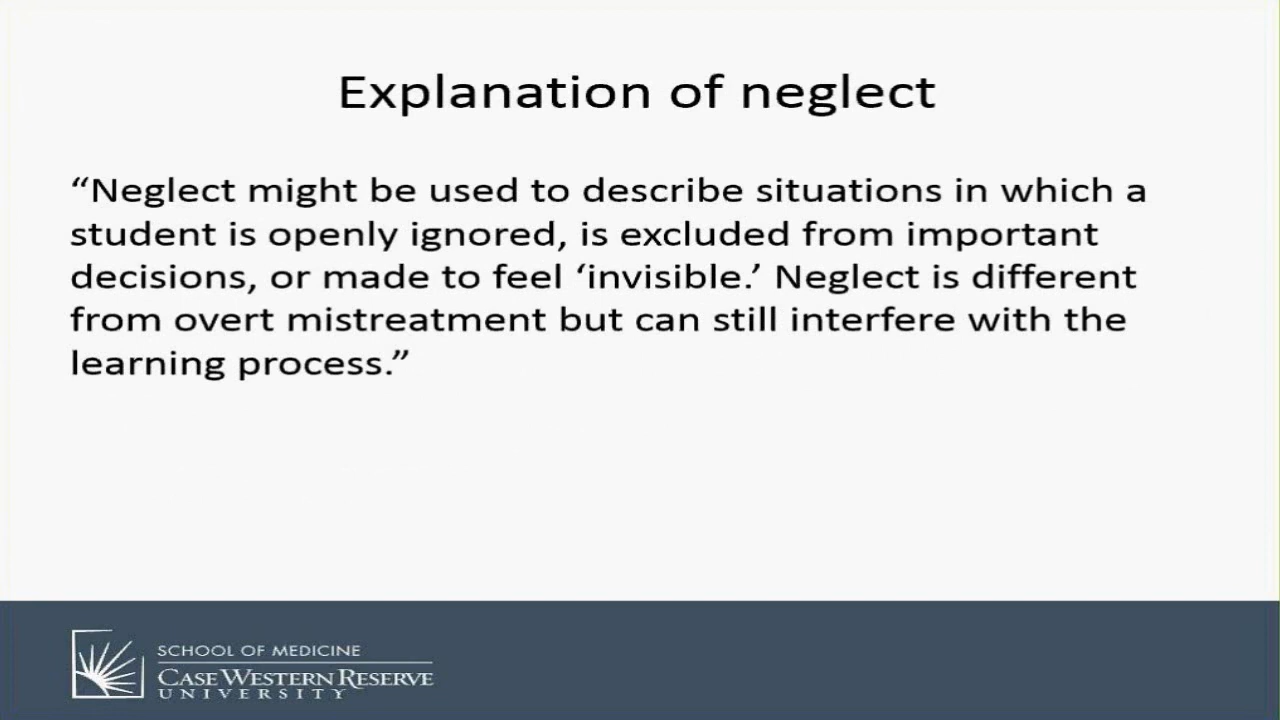 Explanation of neglect
“Neglect might be used to describe situations in which a
student is openly ignored, is excluded from important
decisions, or made to feel ‘invisible.’ Neglect is different
from overt mistreatment but can still interfere with the
learning process.”
SCHOOL OF MEDICINE
CASE WESTERN RESERVE
UNIVERSITY